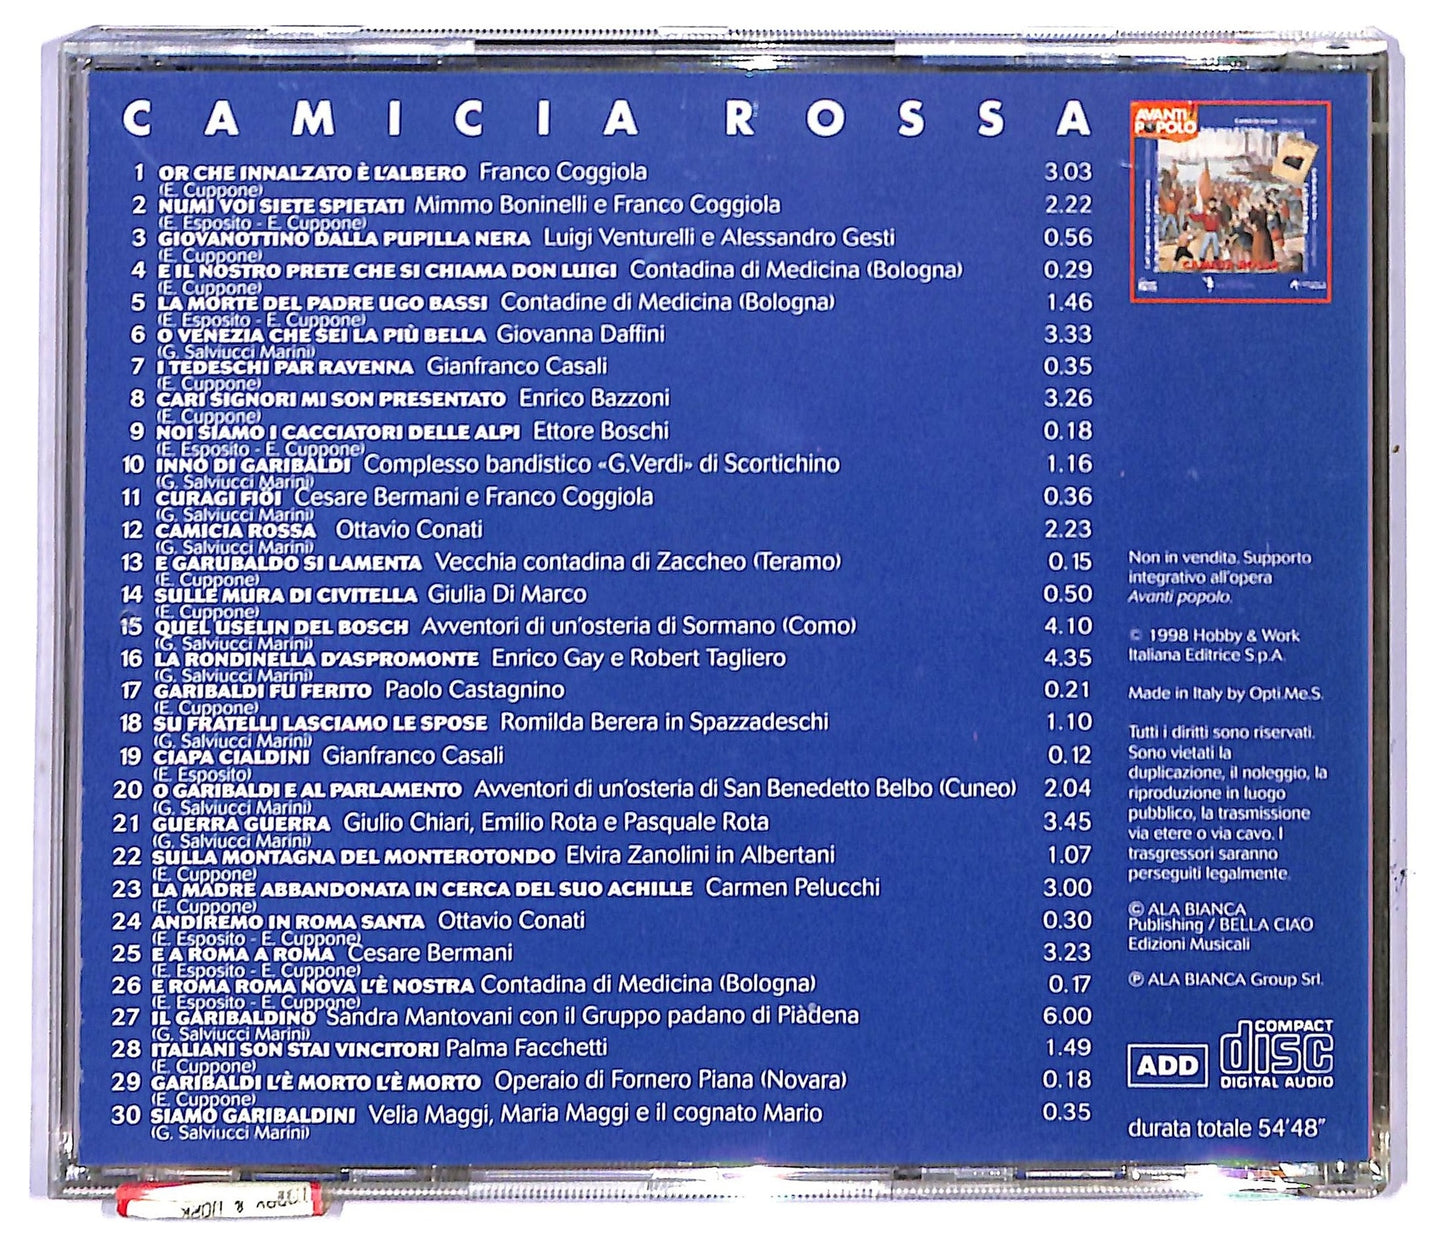 CAMICIA ROSSA
1 OR CHE INNALZATO È L'ALBERO Franco Coggiola 3.03
(E. Cuppone)
2 NUMI VOI SIETE SPIETATI Mimmo Boninelli e Franco Coggiola 2.22
(E. Esposito - E. Cuppone)
3 GIOVANOTTINO DALLA PUPILLA NERA Luigi Venturelli e Alessandro Gesti 0.56
(E. Cuppone)
4 E IL NOSTRO PRETE CHE SI CHIAMA DON LUIGI Contadina di Medicina (Bologna) 0.29
(E. Cuppone)
5 LA MORTE DEL PADRE UGO BASSI Contadine di Medicina (Bologna) 1.46
(E. Esposito - E. Cuppone)
6 O VENEZIA CHE SEI LA PIÙ BELLA Giovanna Daffini 3.33
(G. Salviucci Marini)
7 I TEDESCHI PAR RAVENNA Gianfranco Casali 0.35
(E. Cuppone)
8 CARI SIGNORI MI SON PRESENTATO Enrico Bazzoni 3.26
(E. Cuppone)
9 NOI SIAMO I CACCIATORI DELLE ALPI Ettore Boschi 0.18
(E. Esposito - E. Cuppone)
10 INNO DI GARIBALDI Complesso bandistico «G.Verdi» di Scortichino 1.16
(G. Salviucci Marini)
11 CURAGI FIÖI Cesare Bermani e Franco Coggiola 0.36
(G. Salviucci Marini)
12 CAMICIA ROSSA Ottavio Conati 2.23
(G. Salviucci Marini)
13 E GARUBALDO SI LAMENTA Vecchia contadina di Zaccheo (Teramo) 0.15
(E. Cuppone)
14 SULLE MURA DI CIVITELLA Giulia Di Marco 0.50
(E. Cuppone)
15 QUEL USELIN DEL BOSCH Avventori di un'osteria di Sormano (Como) 4.10
(G. Salviucci Marini)
16 LA RONDINELLA D'ASPROMONTE Enrico Gay e Robert Tagliero 4.35
(G. Salviucci Marini)
17 GARIBALDI FU FERITO Paolo Castagnino 0.21
(E. Cuppone)
18 SU FRATELLI LASCIAMO LE SPOSE Romilda Berera in Spazzadeschi 1.10
(G. Salviucci Marini)
19 CIAPA CIALDINI Gianfranco Casali 0.12
(E. Esposito)
20 O GARIBALDI E AL PARLAMENTO Avventori di un'osteria di San Benedetto Belbo (Cuneo) 2.04
(G. Salviucci Marini)
21 GUERRA GUERRA Giulio Chiari, Emilio Rota e Pasquale Rota 3.45
(G. Salviucci Marini)
22 SULLA MONTAGNA DEL MONTEROTONDO Elvira Zanolini in Albertani 1.07
(E. Cuppone)
23 LA MADRE ABBANDONATA IN CERCA DEL SUO ACHILLE Carmen Pelucchi 3.00
(E. Cuppone)
24 ANDIREMO IN ROMA SANTA Ottavio Conati 0.30
(E. Esposito - E. Cuppone)
25 E A ROMA A ROMA Cesare Bermani 3.23
(E. Esposito - E. Cuppone)
26 E ROMA ROMA NOVA L'È NOSTRA Contadina di Medicina (Bologna) 0.17
(E. Esposito - E. Cuppone)
27 IL GARIBALDINO Sandra Mantovani con il Gruppo padano di Piàdena 6.00
(G. Salviucci Marini)
28 ITALIANI SON STAI VINCITORI Palma Facchetti 1.49
(E. Cuppone)
29 GARIBALDI L'È MORTO L'È MORTO Operaio di Fornero Piana (Novara) 0.18
(E. Cuppone)
30 SIAMO GARIBALDINI Velia Maggi, Maria Maggi e il cognato Mario 0.35
(G. Salviucci Marini)
AVANTI
POPOLO
CAMICIA ROSSA
Non in vendita. Supporto
integrativo all'opera
Avanti popolo.
© 1998 Hobby & Work
Italiana Editrice S.p.A.
Made in Italy by Opti.Me.S.
Tutti i diritti sono riservati.
Sono vietati la
duplicazione, il noleggio, la
riproduzione in luogo
pubblico, la trasmissione
via etere o via cavo. I
trasgressori saranno
perseguiti legalmente.
© ALA BIANCA
Publishing / BELLA CIAO
Edizioni Musicali
℗ ALA BIANCA Group Srl.
ADD
COMPACT
disc
DIGITAL AUDIO
durata totale 54'48"